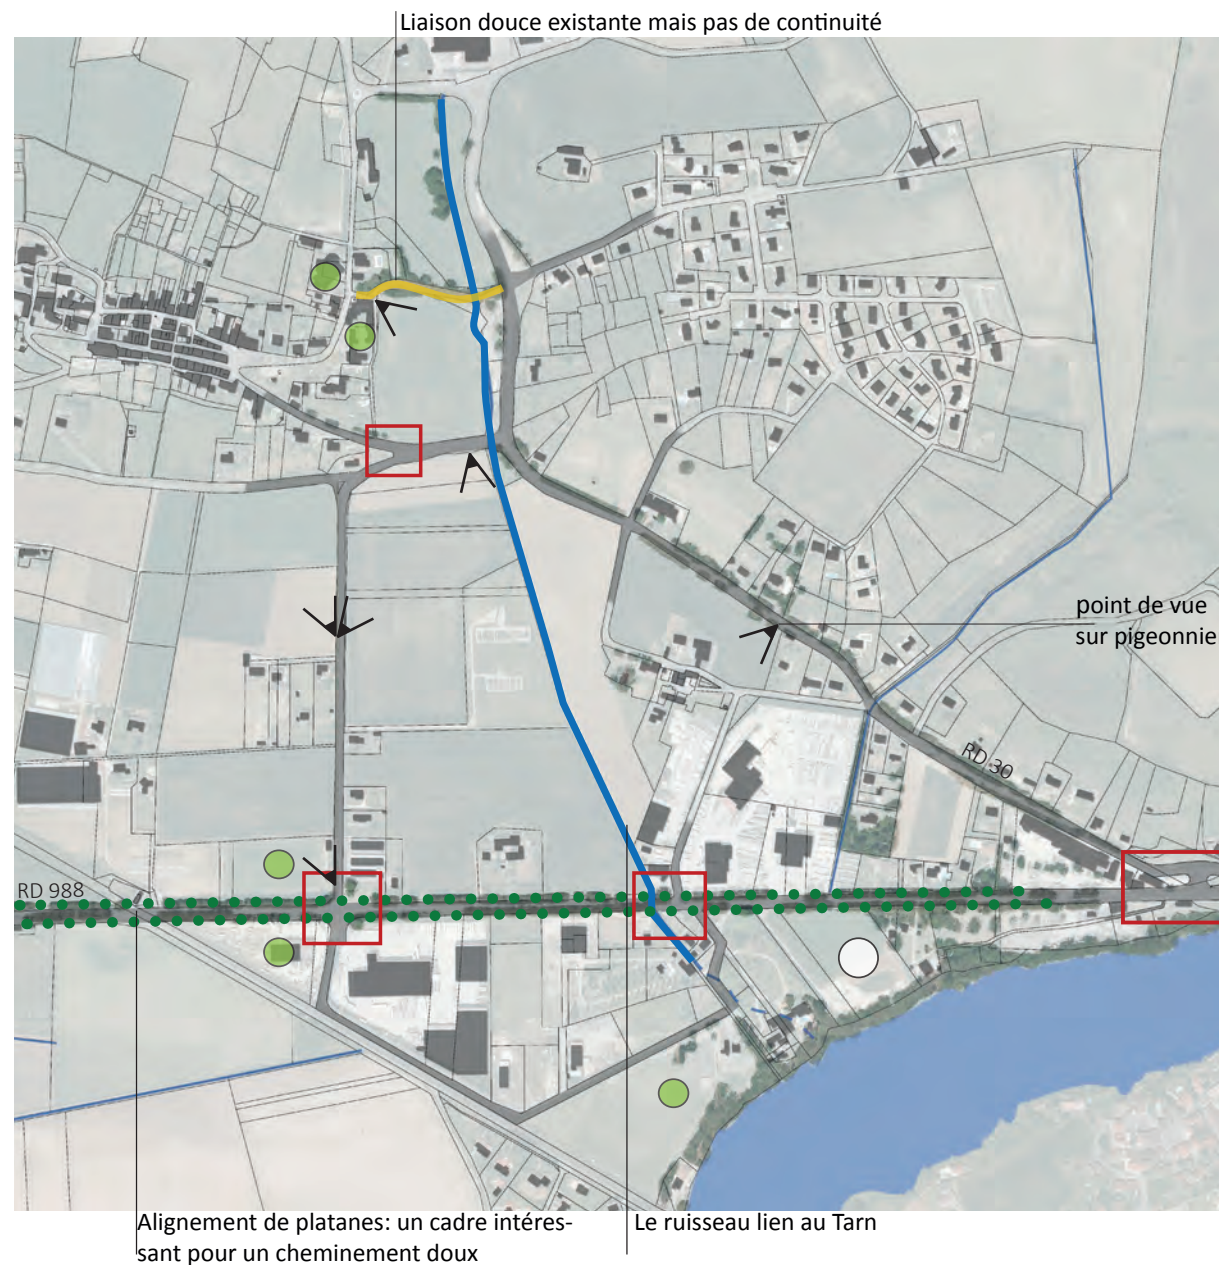 Liaison douce existante mais pas de continuité
point de vue
sur pigeonnie
RD 30
RD 988
Alignement de platanes: un cadre intéres-
sant pour un cheminement doux
Le ruisseau lien au Tarn